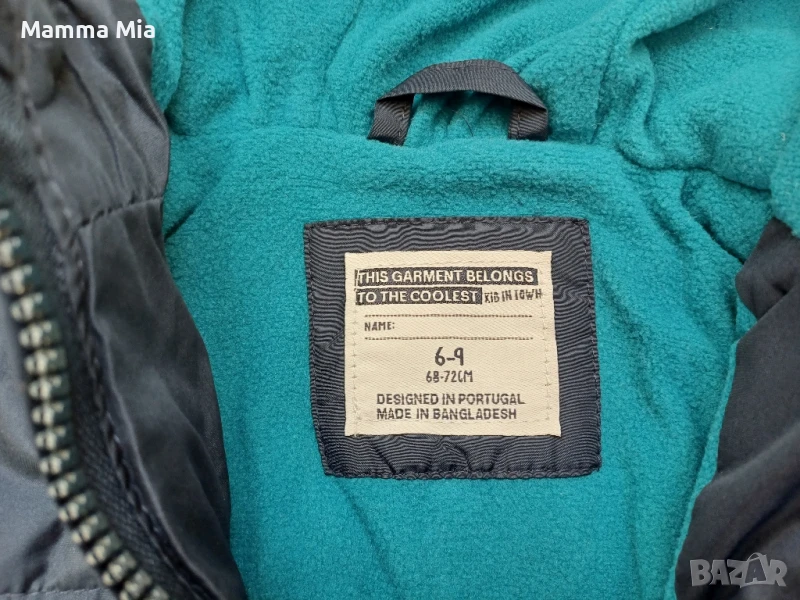 Mamma Mia
THIS GARMENT BELONGS
TO THE COOLEST KID IN TOWN
NAME:
6-9
68-72CM
DESIGNED IN PORTUGAL
MADE IN BANGLADESH
BAZAR